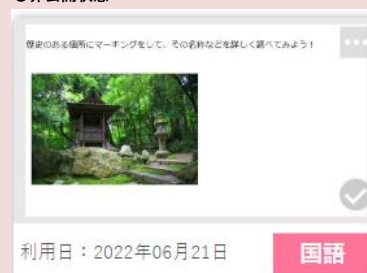 歴史のある個所にマーキングをして、その名称などを詳しく調べてみよう！
利用日：2022年06月21日
国語